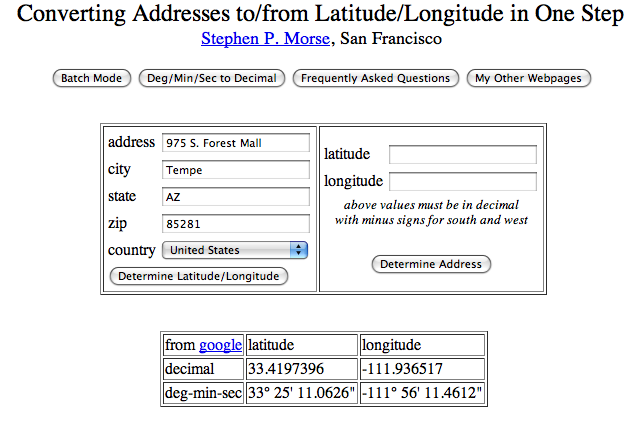 Converting Addresses to/from Latitude/Longitude in One Step
Stephen P. Morse, San Francisco
Batch Mode Deg/Min/Sec to Decimal Frequently Asked Questions My Other Webpages
address 975 S. Forest Mall
city Tempe
state AZ
zip 85281
country United States
Determine Latitude/Longitude
latitude
longitude
above values must be in decimal
with minus signs for south and west
Determine Address
from google latitude longitude
decimal 33.4197396 -111.936517
deg-min-sec 33° 25' 11.0626" -111° 56' 11.4612"